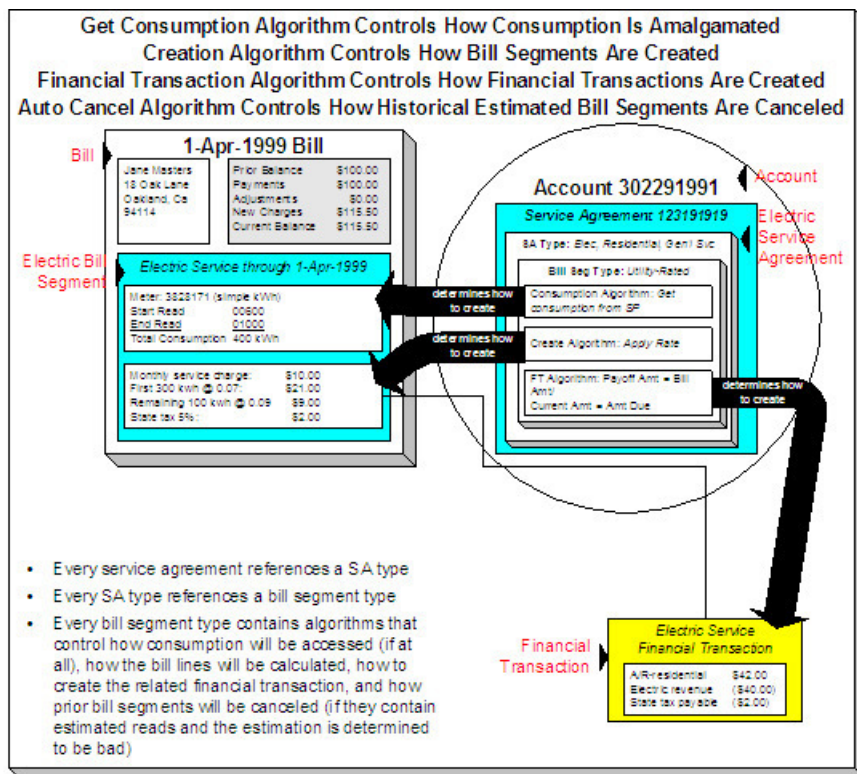 Get Consumption Algorithm Controls How Consumption Is Amalgamated
Creation Algorithm Controls How Bill Segments Are Created
Financial Transaction Algorithm Controls How Financial Transactions Are Created
Auto Cancel Algorithm Controls How Historical Estimated Bill Segments Are Canceled
Bill
1-Apr-1999 Bill
Jane Masters
18 Oak Lane
Oakland, Ca
94114
Prior Balance $100.00
Payments $100.00
Adjustments $0.00
New Charges $115.50
Current Balance $115.50
Electric Bill
Segment
Electric Service through 1-Apr-1999
Meter: 3828171 (simple kWh)
Start Read 00600
End Read 01000
Total Consumption 400 kWh
Monthly service charge: $10.00
First 300 kwh @ 0.07: $21.00
Remaining 100 kwh @ 0.09 $9.00
State tax 5%: $2.00
Account
Account 302291991
Electric
Service
Agreement
Service Agreement 123191919
SA Type: Elec, Residential, Gen'l Svc
Bill Seg Type: Utility-Rated
determines how
to create
Consumption Algorithm: Get
consumption from SP
determines how
to create
Create Algorithm: Apply Rate
FT Algorithm: Payoff Amt = Bill
Amt/
Current Amt = Amt Due
determines how
to create
• Every service agreement references a SA type
• Every SA type references a bill segment type
• Every bill segment type contains algorithms that
control how consumption will be accessed (if at
all), how the bill lines will be calculated, how to
create the related financial transaction, and how
prior bill segments will be canceled (if they contain
estimated reads and the estimation is determined
to be bad)
Financial
Transaction
Electric Service
Financial Transaction
A/R-residential $42.00
Electric revenue ($40.00)
State tax payable ($2.00)